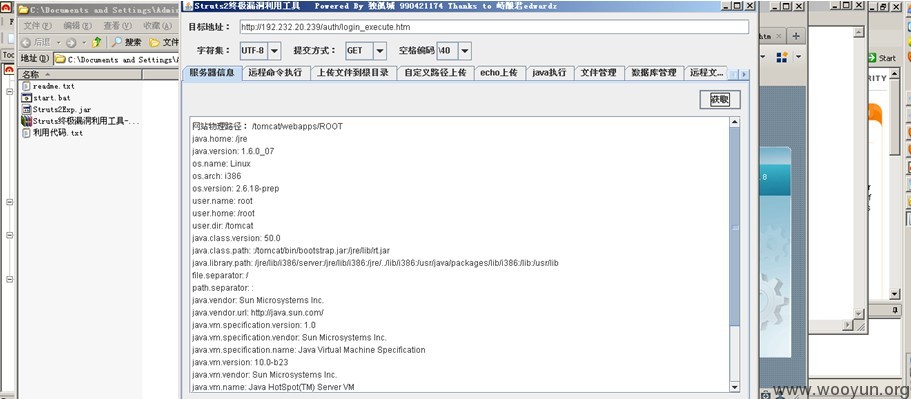 C:\Documents and Settings\Admin
文件(F) 编辑(E) 查看(V) 收藏(A)
后退 搜索 文件
地址(D) C:\Documents and Settings\A
名称
readme.txt
start.bat
Struts2Exp.jar
Struts终极漏洞利用工具-...
利用代码.txt
Struts2终极漏洞利用工具 Powered By 独孤城 990421174 Thanks to
目标地址： http://192.232.20.239/auth/login_execute.htm
字符集： UTF-8 提交方式： GET 空格编码 \40
服务器信息 远程命令执行 上传文件到根目录 自定义路径上传 echo上传 java执行 文件管理 数据库管理 远程文...
获取
网站物理路径： /tomcat/webapps/ROOT
java.home: /jre
java.version: 1.6.0_07
os.name: Linux
os.arch: i386
os.version: 2.6.18-prep
user.name: root
user.home: /root
user.dir: /tomcat
java.class.version: 50.0
java.class.path: :/tomcat/bin/bootstrap.jar:/jre/lib/rt.jar
java.library.path: /jre/lib/i386/server:/jre/lib/i386:/jre/../lib/i386:/usr/java/packages/lib/i386:/lib:/usr/lib
file.separator: /
path.separator: :
java.vendor: Sun Microsystems Inc.
java.vendor.url: http://java.sun.com/
java.vm.specification.version: 1.0
java.vm.specification.vendor: Sun Microsystems Inc.
java.vm.specification.name: Java Virtual Machine Specification
java.vm.version: 10.0-b23
java.vm.vendor: Sun Microsystems Inc.
java.vm.name: Java HotSpot(TM) Server VM
Start
www.wooyun.org